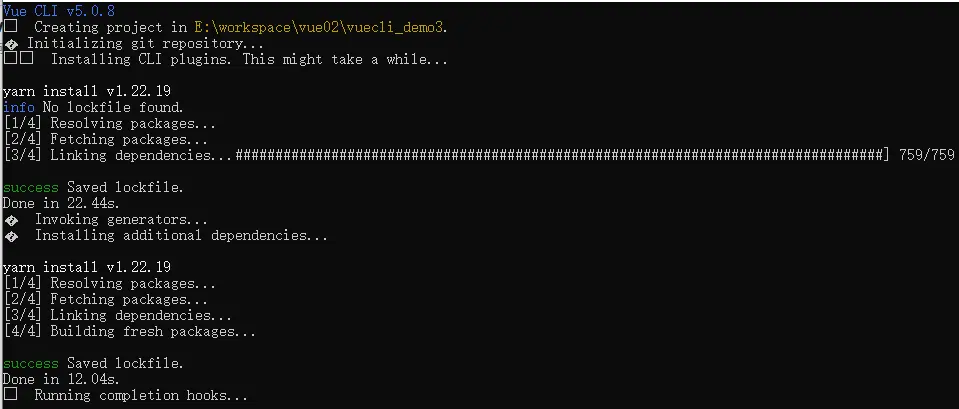 Vue CLI v5.0.8
□  Creating project in E:\workspace\vue02\vuecli_demo3.
� Initializing git repository...
□□  Installing CLI plugins. This might take a while...
yarn install v1.22.19
info No lockfile found.
[1/4] Resolving packages...
[2/4] Fetching packages...
[3/4] Linking dependencies...################################################################################] 759/759
success Saved lockfile.
Done in 22.44s.
�  Invoking generators...
�  Installing additional dependencies...
yarn install v1.22.19
[1/4] Resolving packages...
[2/4] Fetching packages...
[3/4] Linking dependencies...
[4/4] Building fresh packages...
success Saved lockfile.
Done in 12.04s.
□  Running completion hooks...